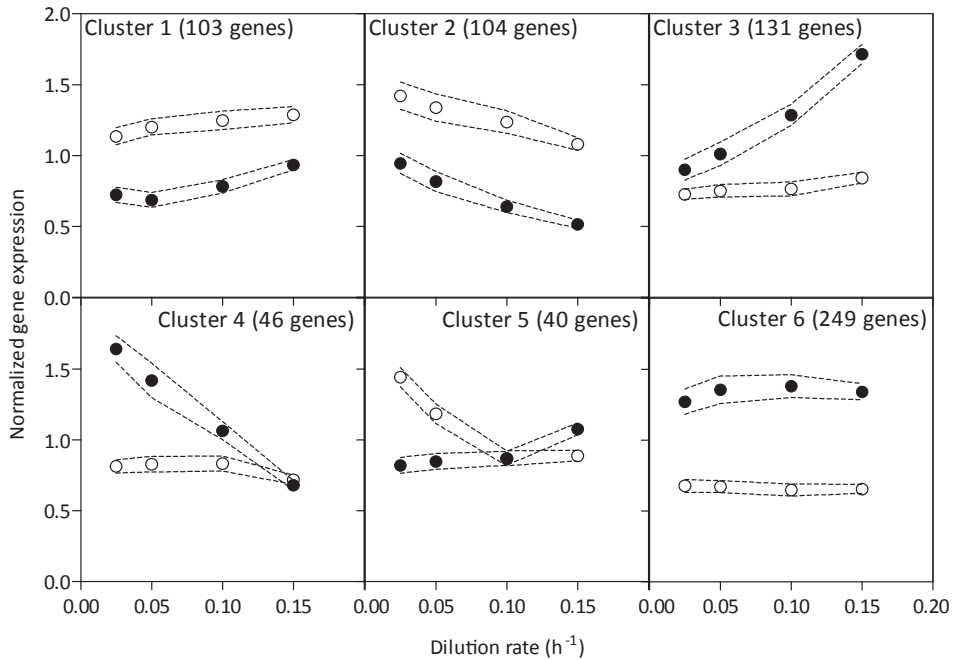 2.0
Cluster 1 (103 genes)
Cluster 2 (104 genes)
Cluster 3 (131 genes)
1.5
1.0
0.5
0.0
Cluster 4 (46 genes)
Cluster 5 (40 genes)
Cluster 6 (249 genes)
1.5
1.0
0.5
0.0
Normalized gene expression
0.00 0.05 0.10 0.15 0.00 0.05 0.10 0.15 0.00 0.05 0.10 0.15 0.20
Dilution rate (h⁻¹)